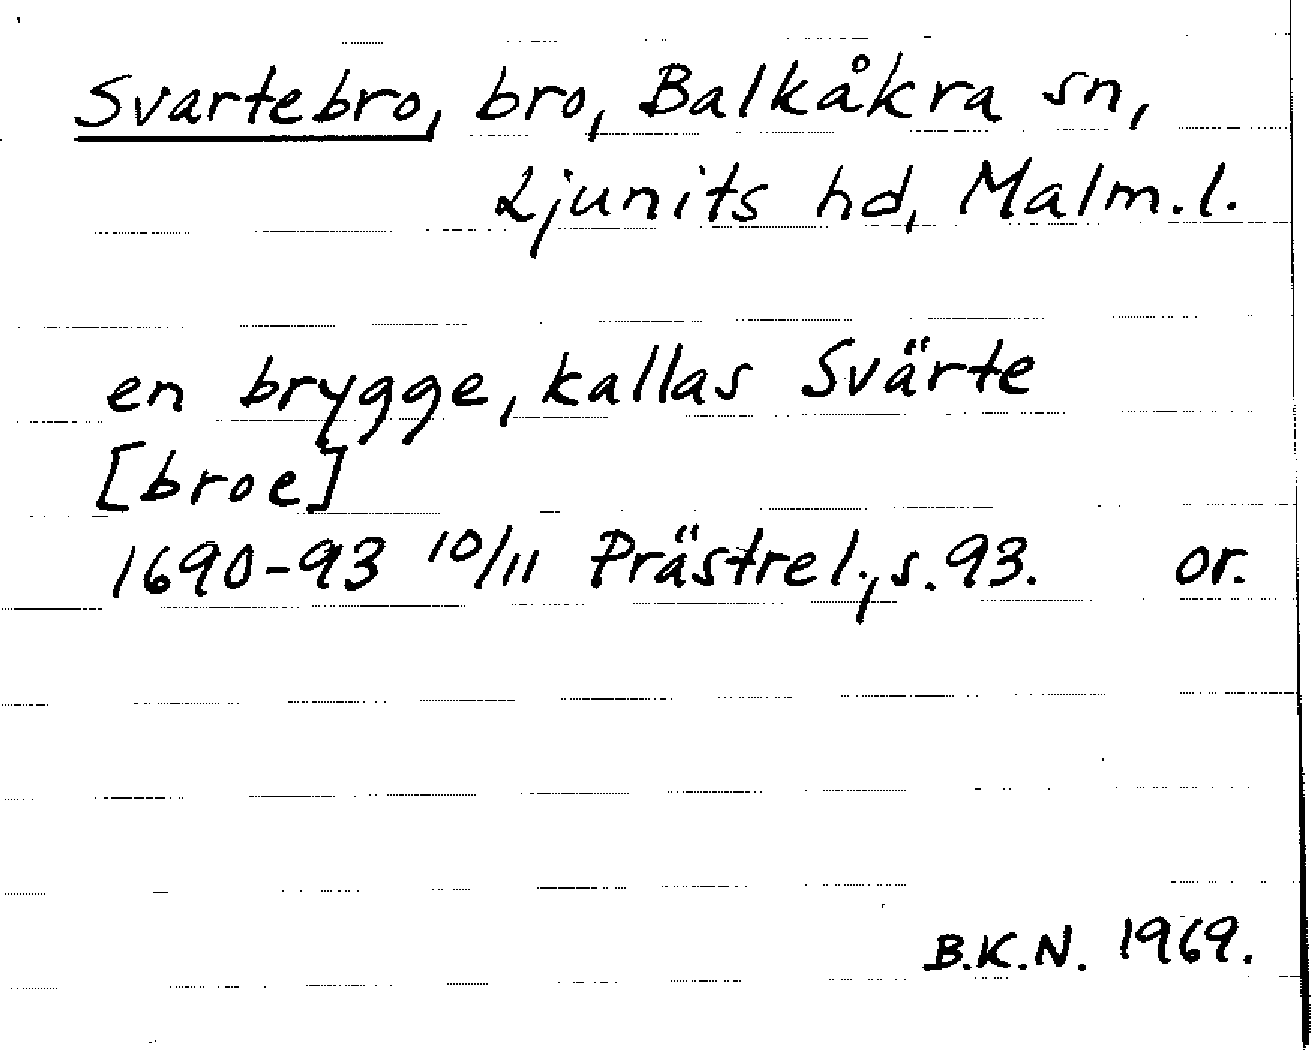 Svartebro, bro, Balkåkra sn,
Ljunits hd, Malm.l.
en brygge, kallas Svärte
[broe]
1690-93 10/11 Prästrel., s. 93. or.
B.K.N. 1969.